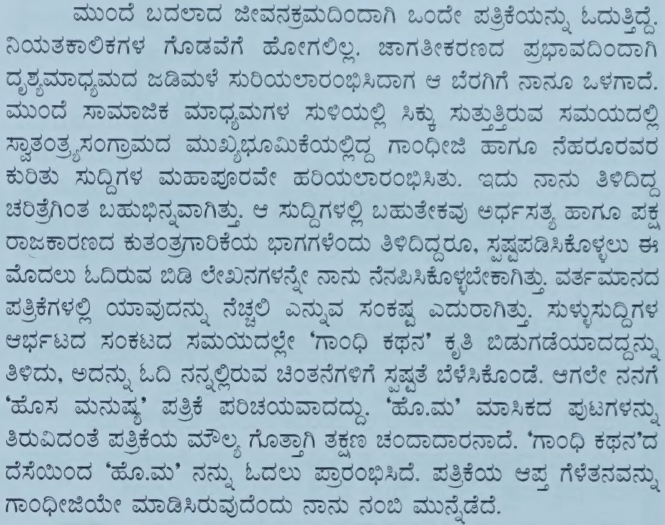 ಮುಂದೆ ಬದಲಾದ ಜೀವನಕ್ರಮದಿಂದಾಗಿ ಒಂದೇ ಪತ್ರಿಕೆಯನ್ನು ಓದುತ್ತಿದ್ದೆ.
ನಿಯತಕಾಲಿಕಗಳ ಗೊಡವೆಗೆ ಹೋಗಲಿಲ್ಲ. ಜಾಗತೀಕರಣದ ಪ್ರಭಾವದಿಂದಾಗಿ
ದೃಶ್ಯಮಾಧ್ಯಮದ ಜಡಿಮಳೆ ಸುರಿಯಲಾರಂಭಿಸಿದಾಗ ಆ ಬೆರಗಿಗೆ ನಾನೂ ಒಳಗಾದೆ.
ಮುಂದೆ ಸಾಮಾಜಿಕ ಮಾಧ್ಯಮಗಳ ಸುಳಿಯಲ್ಲಿ ಸಿಕ್ಕು ಸುತ್ತುತ್ತಿರುವ ಸಮಯದಲ್ಲಿ
ಸ್ವಾತಂತ್ರ್ಯಸಂಗ್ರಾಮದ ಮುಖ್ಯಭೂಮಿಕೆಯಲ್ಲಿದ್ದ ಗಾಂಧೀಜಿ ಹಾಗೂ ನೆಹರೂರವರ
ಕುರಿತು ಸುದ್ದಿಗಳ ಮಹಾಪೂರವೇ ಹರಿಯಲಾರಂಭಿಸಿತು. ಇದು ನಾನು ತಿಳಿದಿದ್ದ
ಚರಿತ್ರೆಗಿಂತ ಬಹುಭಿನ್ನವಾಗಿತ್ತು. ಆ ಸುದ್ದಿಗಳಲ್ಲಿ ಬಹುತೇಕವು ಅರ್ಧಸತ್ಯ ಹಾಗೂ ಪಕ್ಷ
ರಾಜಕಾರಣದ ಕುತಂತ್ರಗಾರಿಕೆಯ ಭಾಗಗಳೆಂದು ತಿಳಿದಿದ್ದರೂ, ಸ್ಪಷ್ಟಪಡಿಸಿಕೊಳ್ಳಲು ಈ
ಮೊದಲು ಓದಿರುವ ಬಿಡಿ ಲೇಖನಗಳನ್ನೇ ನಾನು ನೆನಪಿಸಿಕೊಳ್ಳಬೇಕಾಗಿತ್ತು. ವರ್ತಮಾನದ
ಪತ್ರಿಕೆಗಳಲ್ಲಿ ಯಾವುದನ್ನು ನೆಚ್ಚಲಿ ಎನ್ನುವ ಸಂಕಷ್ಟ ಎದುರಾಗಿತ್ತು. ಸುಳ್ಳುಸುದ್ದಿಗಳ
ಆರ್ಭಟದ ಸಂಕಟದ ಸಮಯದಲ್ಲೇ 'ಗಾಂಧಿ ಕಥನ' ಕೃತಿ ಬಿಡುಗಡೆಯಾದದ್ದನ್ನು
ತಿಳಿದು, ಅದನ್ನು ಓದಿ ನನ್ನಲ್ಲಿರುವ ಚಿಂತನೆಗಳಿಗೆ ಸ್ಪಷ್ಟತೆ ಬೆಳೆಸಿಕೊಂಡೆ. ಆಗಲೇ ನನಗೆ
'ಹೊಸ ಮನುಷ್ಯ' ಪತ್ರಿಕೆ ಪರಿಚಯವಾದದ್ದು. 'ಹೊ.ಮ' ಮಾಸಿಕದ ಪುಟಗಳನ್ನು
ತಿರುವಿದಂತೆ ಪತ್ರಿಕೆಯ ಮೌಲ್ಯ ಗೊತ್ತಾಗಿ ತಕ್ಷಣ ಚಂದಾದಾರನಾದೆ. 'ಗಾಂಧಿ ಕಥನ'ದ
ದೆಸೆಯಿಂದ 'ಹೊ.ಮ' ನನ್ನು ಓದಲು ಪ್ರಾರಂಭಿಸಿದೆ. ಪತ್ರಿಕೆಯ ಆಪ್ತ ಗೆಳೆತನವನ್ನು
ಗಾಂಧೀಜಿಯೇ ಮಾಡಿಸಿರುವುದೆಂದು ನಾನು ನಂಬಿ ಮುನ್ನೆಡೆದೆ.